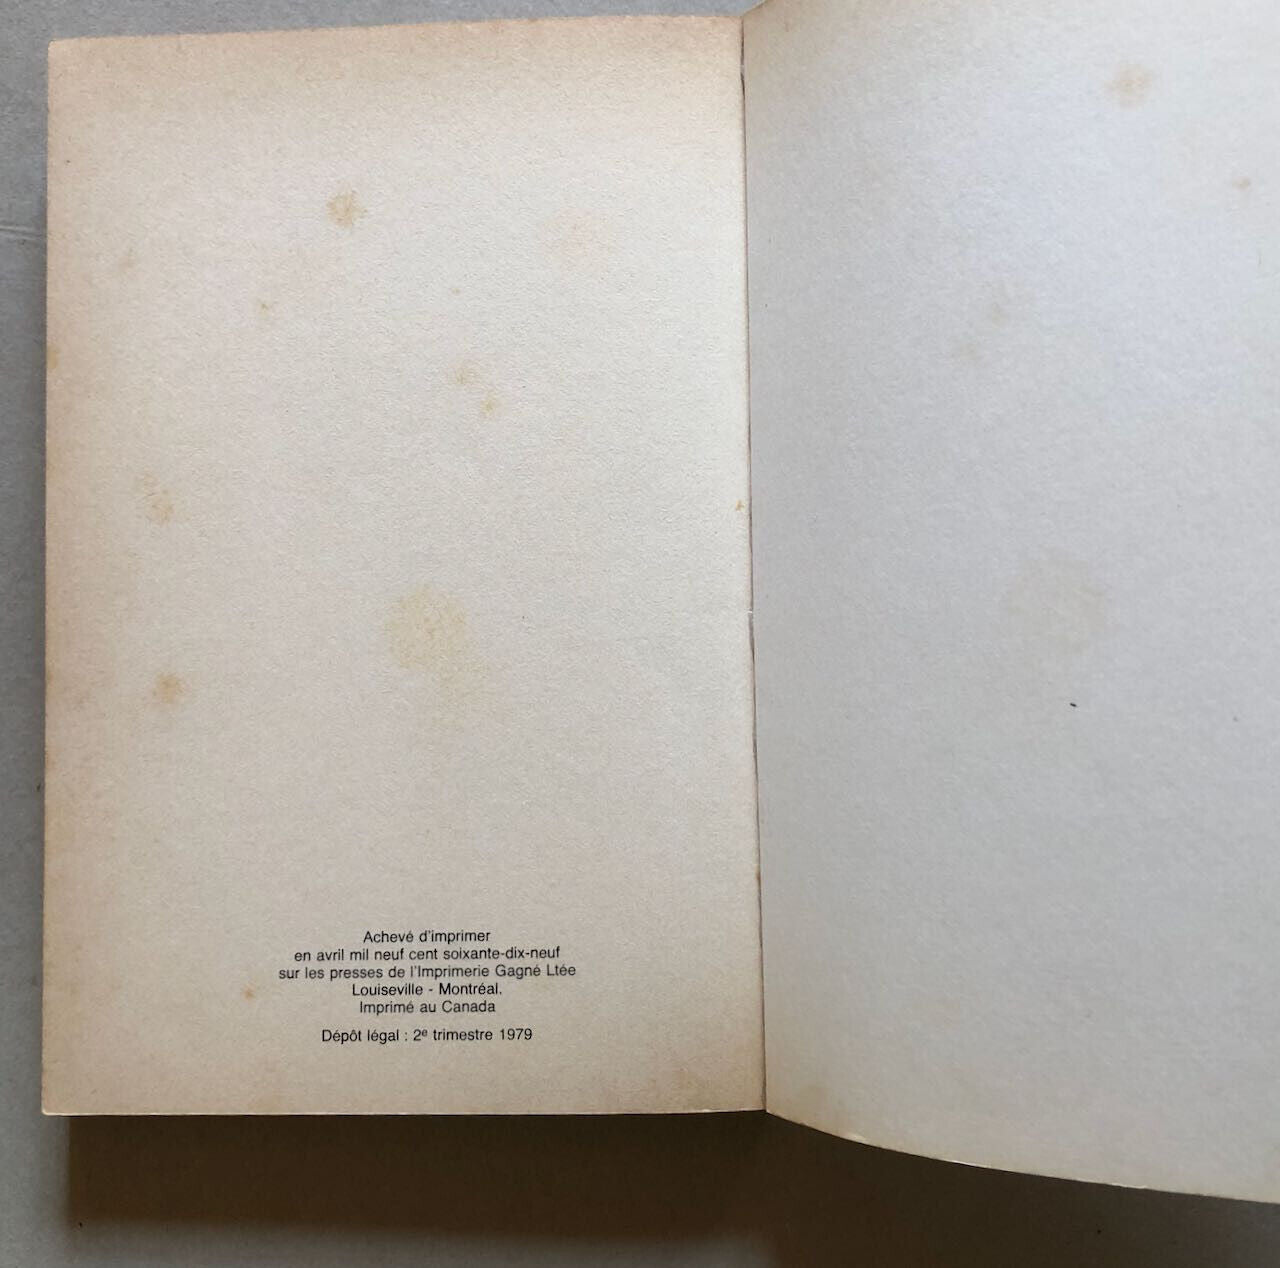 Achevé d'imprimer
en avril mil neuf cent soixante-dix-neuf
sur les presses de l'Imprimerie Gagné Ltée
Louiseville - Montréal.
Imprimé au Canada
Dépôt légal : 2e trimestre 1979